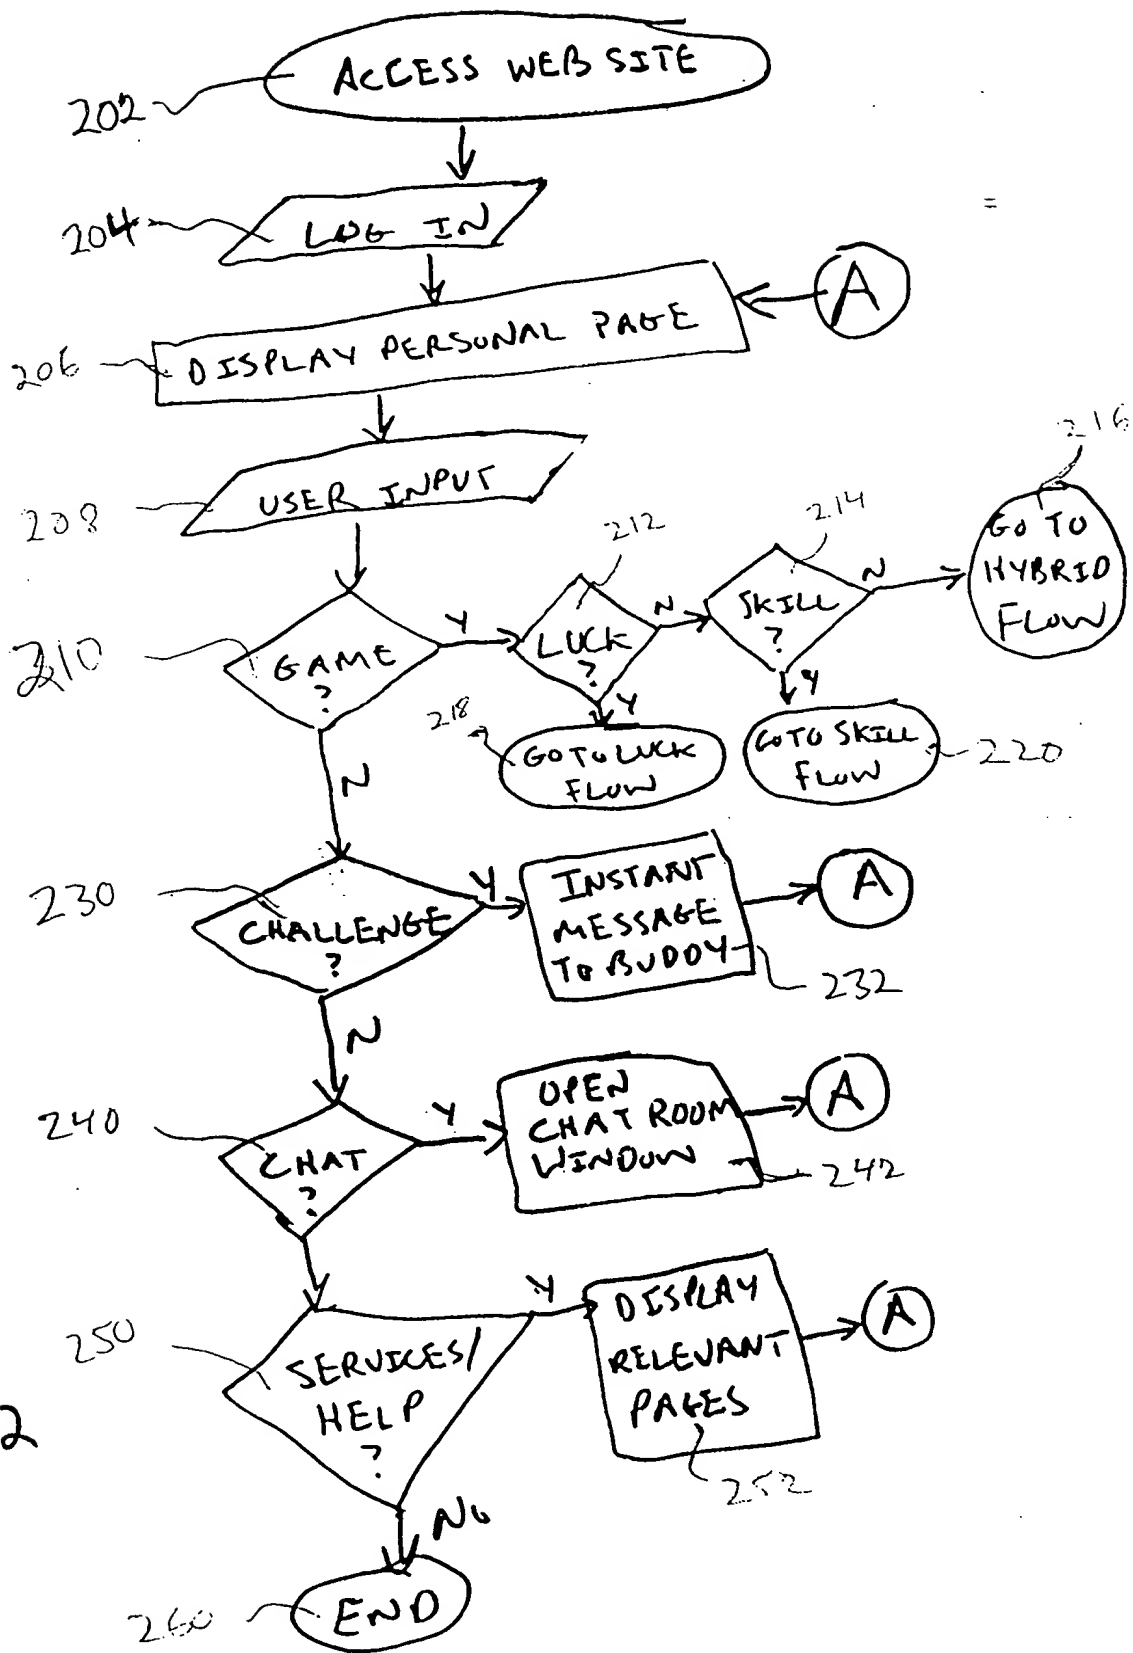 ACCESS WEB SITE
202
LOG IN
204
=
A
DISPLAY PERSONAL PAGE
206
USER INPUT
208
216
GO TO
HYBRID
FLOW
212
214
LUCK
?
N
SKILL
?
N
Y
210
GAME
?
Y
Y
218
GO TO LUCK
FLOW
GO TO SKILL
FLOW
220
N
230
CHALLENGE
?
Y
INSTANT
MESSAGE
TO BUDDY
232
A
N
240
CHAT
?
Y
OPEN
CHAT ROOM
WINDOW
242
A
250
SERVICES/
HELP
?
Y
DISPLAY
RELEVANT
PAGES
252
A
2
NO
260
END